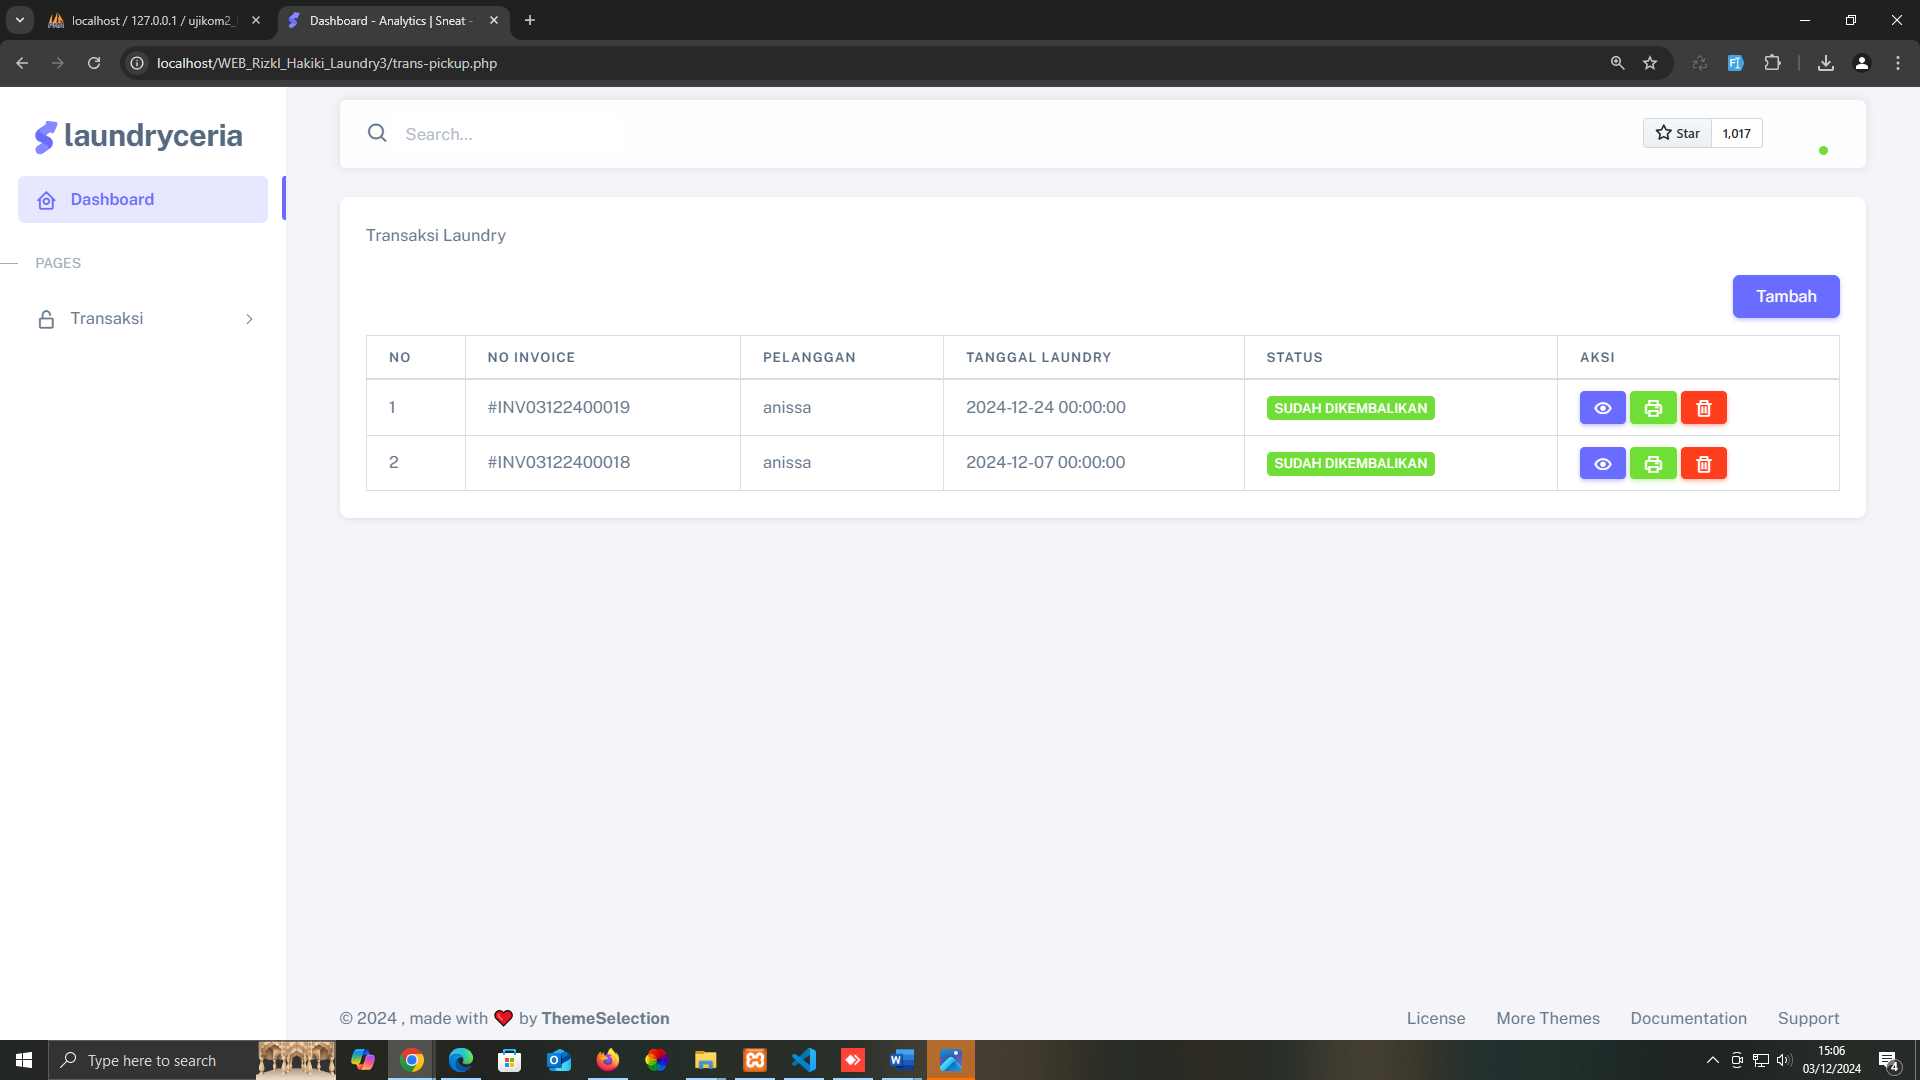 localhost / 127.0.0.1 / ujikom2_
Dashboard - Analytics | Sneat -
localhost/WEB_RizkI_Hakiki_Laundry3/trans-pickup.php
laundryceria
Search...
Star 1,017
Dashboard
PAGES
Transaksi
Transaksi Laundry
Tambah
NO NO INVOICE PELANGGAN TANGGAL LAUNDRY STATUS AKSI
1 #INV03122400019 anissa 2024-12-24 00:00:00 SUDAH DIKEMBALIKAN
2 #INV03122400018 anissa 2024-12-07 00:00:00 SUDAH DIKEMBALIKAN
© 2024 , made with ❤️ by ThemeSelection
License More Themes Documentation Support
Type here to search
15:06
03/12/2024
4